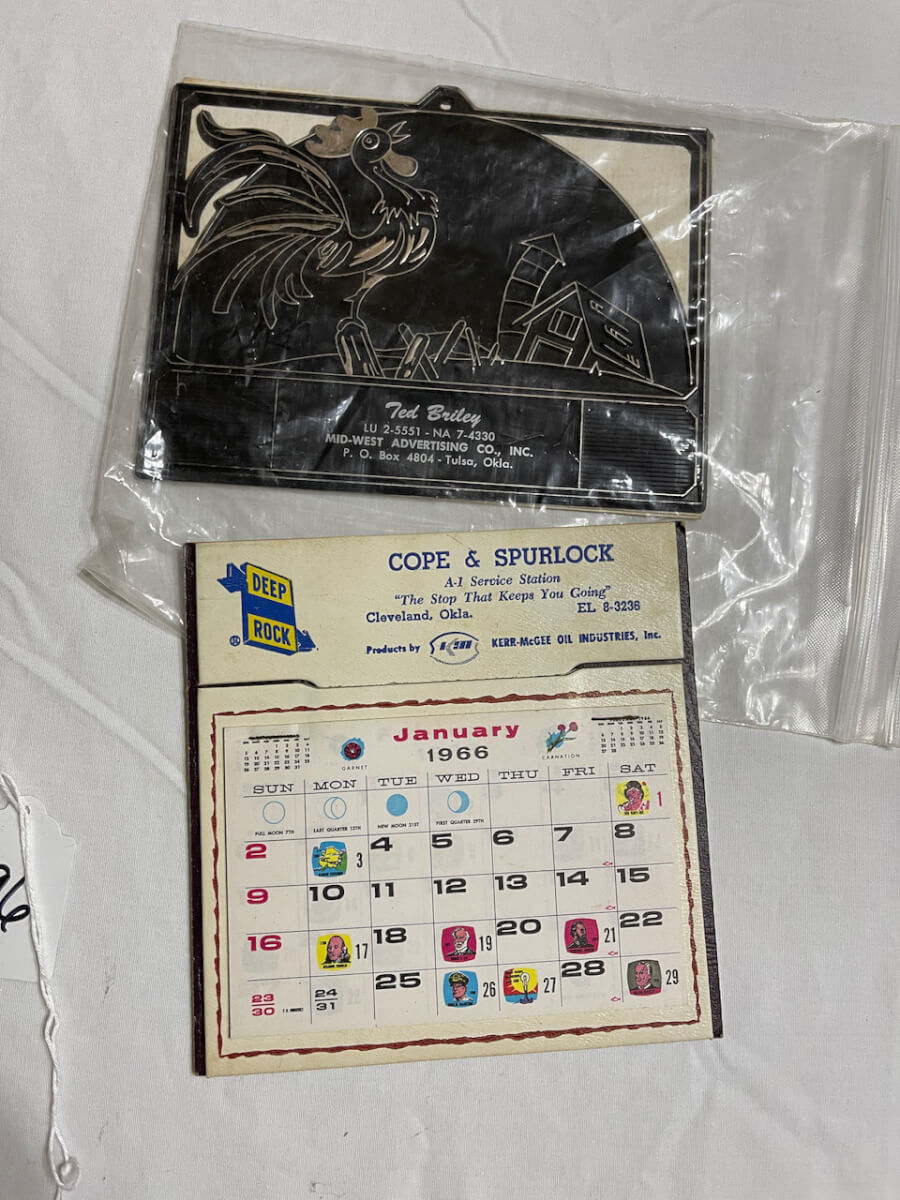 Ted Briley
LU 2-5551 - NA 7-4330
MID-WEST ADVERTISING CO., INC.
P. O. Box 4804 - Tulsa, Okla.
DEEP
ROCK
®
COPE & SPURLOCK
A-1 Service Station
"The Stop That Keeps You Going"
Cleveland, Okla. EL 8-3236
Products by KM KERR-McGEE OIL INDUSTRIES, Inc.
January
1966
GARNET
CARNATION
SUN MON TUE WED THU FRI SAT
FULL MOON 7TH LAST QUARTER 13TH NEW MOON 21ST FIRST QUARTER 29TH 1
2 3 4 5 6 7 8
9 10 11 12 13 14 15
16 17 18 19 20 21 22
23/30 24/31 25 26 27 28 29
96